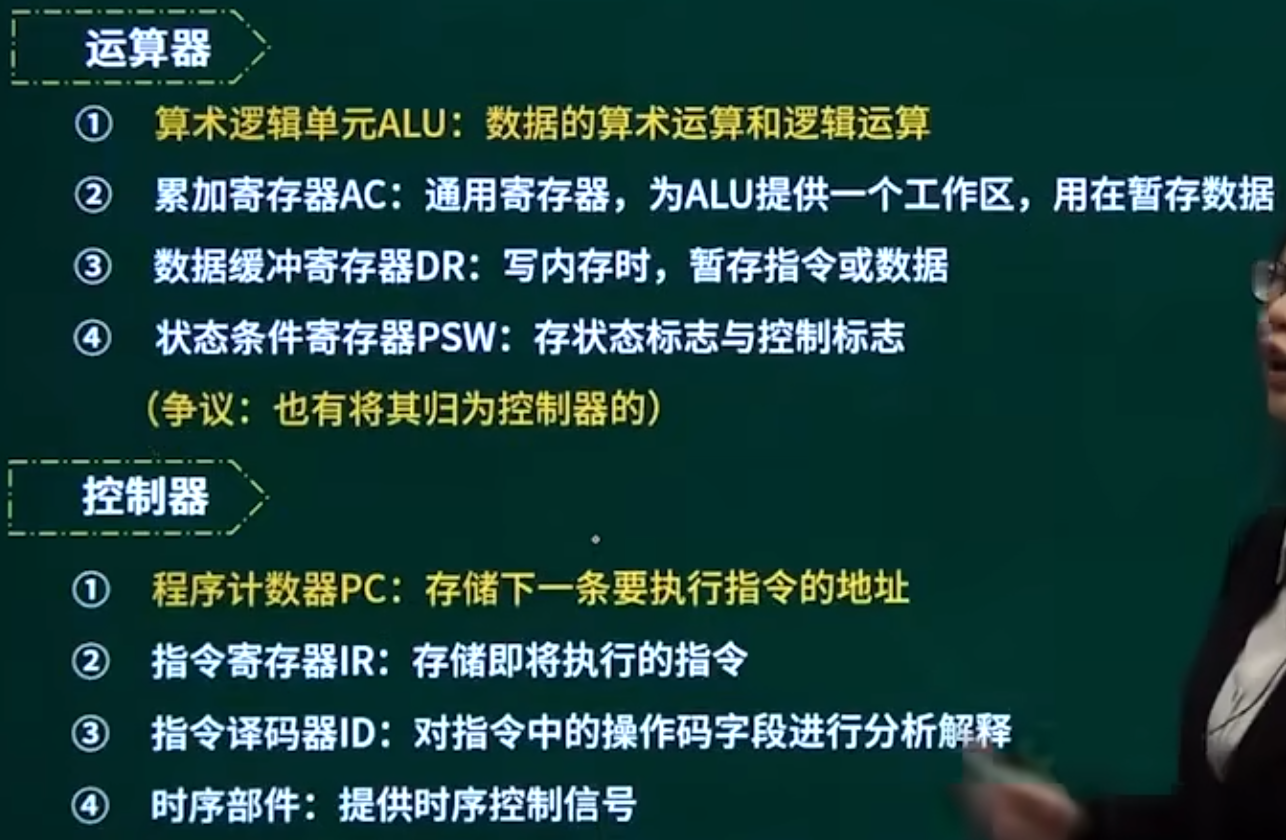 运算器
① 算术逻辑单元ALU：数据的算术运算和逻辑运算
② 累加寄存器AC：通用寄存器，为ALU提供一个工作区，用在暂存数据
③ 数据缓冲寄存器DR：写内存时，暂存指令或数据
④ 状态条件寄存器PSW：存状态标志与控制标志
（争议：也有将其归为控制器的）
控制器
① 程序计数器PC：存储下一条要执行指令的地址
② 指令寄存器IR：存储即将执行的指令
③ 指令译码器ID：对指令中的操作码字段进行分析解释
④ 时序部件：提供时序控制信号